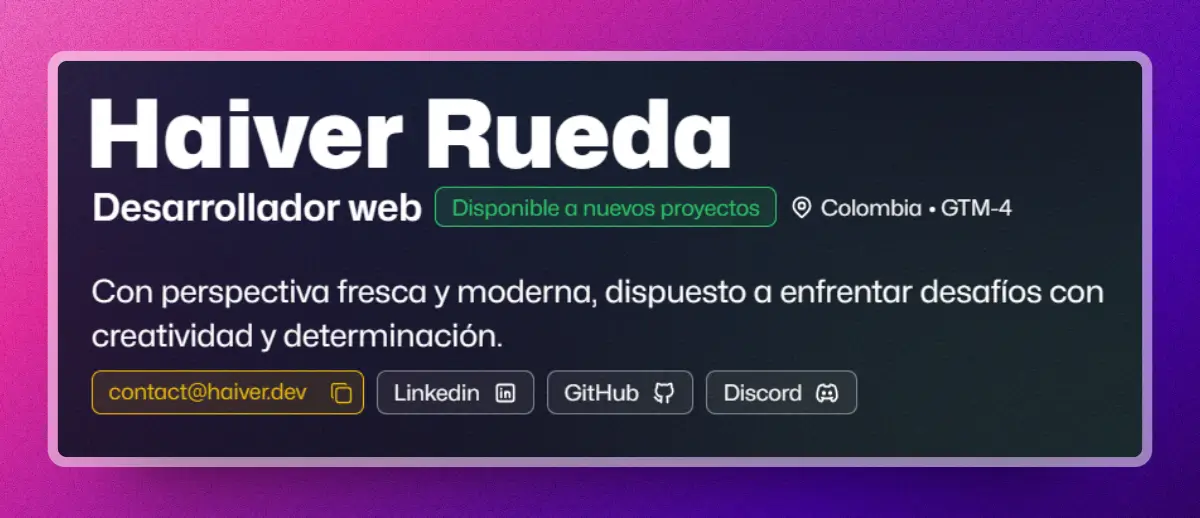 Haiver Rueda
Desarrollador web Disponible a nuevos proyectos Colombia • GTM-4
Con perspectiva fresca y moderna, dispuesto a enfrentar desafíos con
creatividad y determinación.
contact@haiver.dev Linkedin GitHub Discord